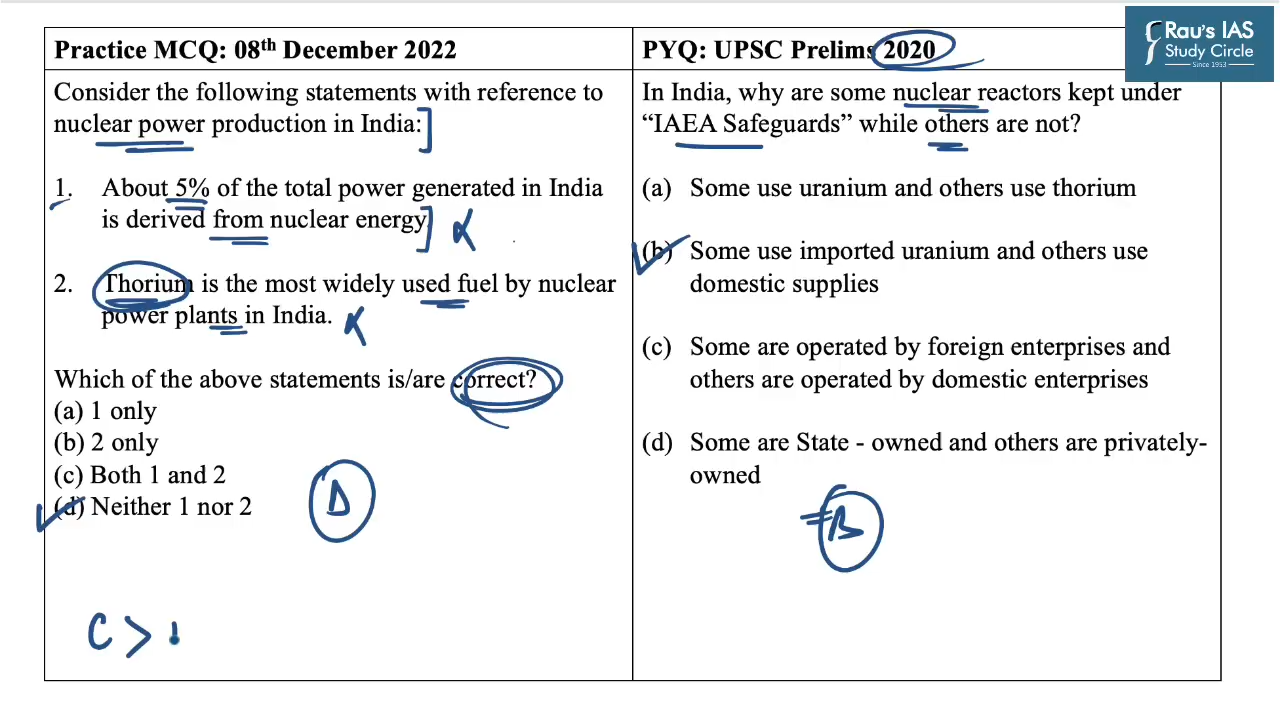 Rau's IAS
Study Circle
Since 1953
Practice MCQ: 08th December 2022
Consider the following statements with reference to
nuclear power production in India:
1. About 5% of the total power generated in India
is derived from nuclear energy
2. Thorium is the most widely used fuel by nuclear
power plants in India.
Which of the above statements is/are correct?
(a) 1 only
(b) 2 only
(c) Both 1 and 2
(d) Neither 1 nor 2
D
C >
PYQ: UPSC Prelims 2020
In India, why are some nuclear reactors kept under
“IAEA Safeguards” while others are not?
(a) Some use uranium and others use thorium
(b) Some use imported uranium and others use
domestic supplies
(c) Some are operated by foreign enterprises and
others are operated by domestic enterprises
(d) Some are State - owned and others are privately-
owned
B